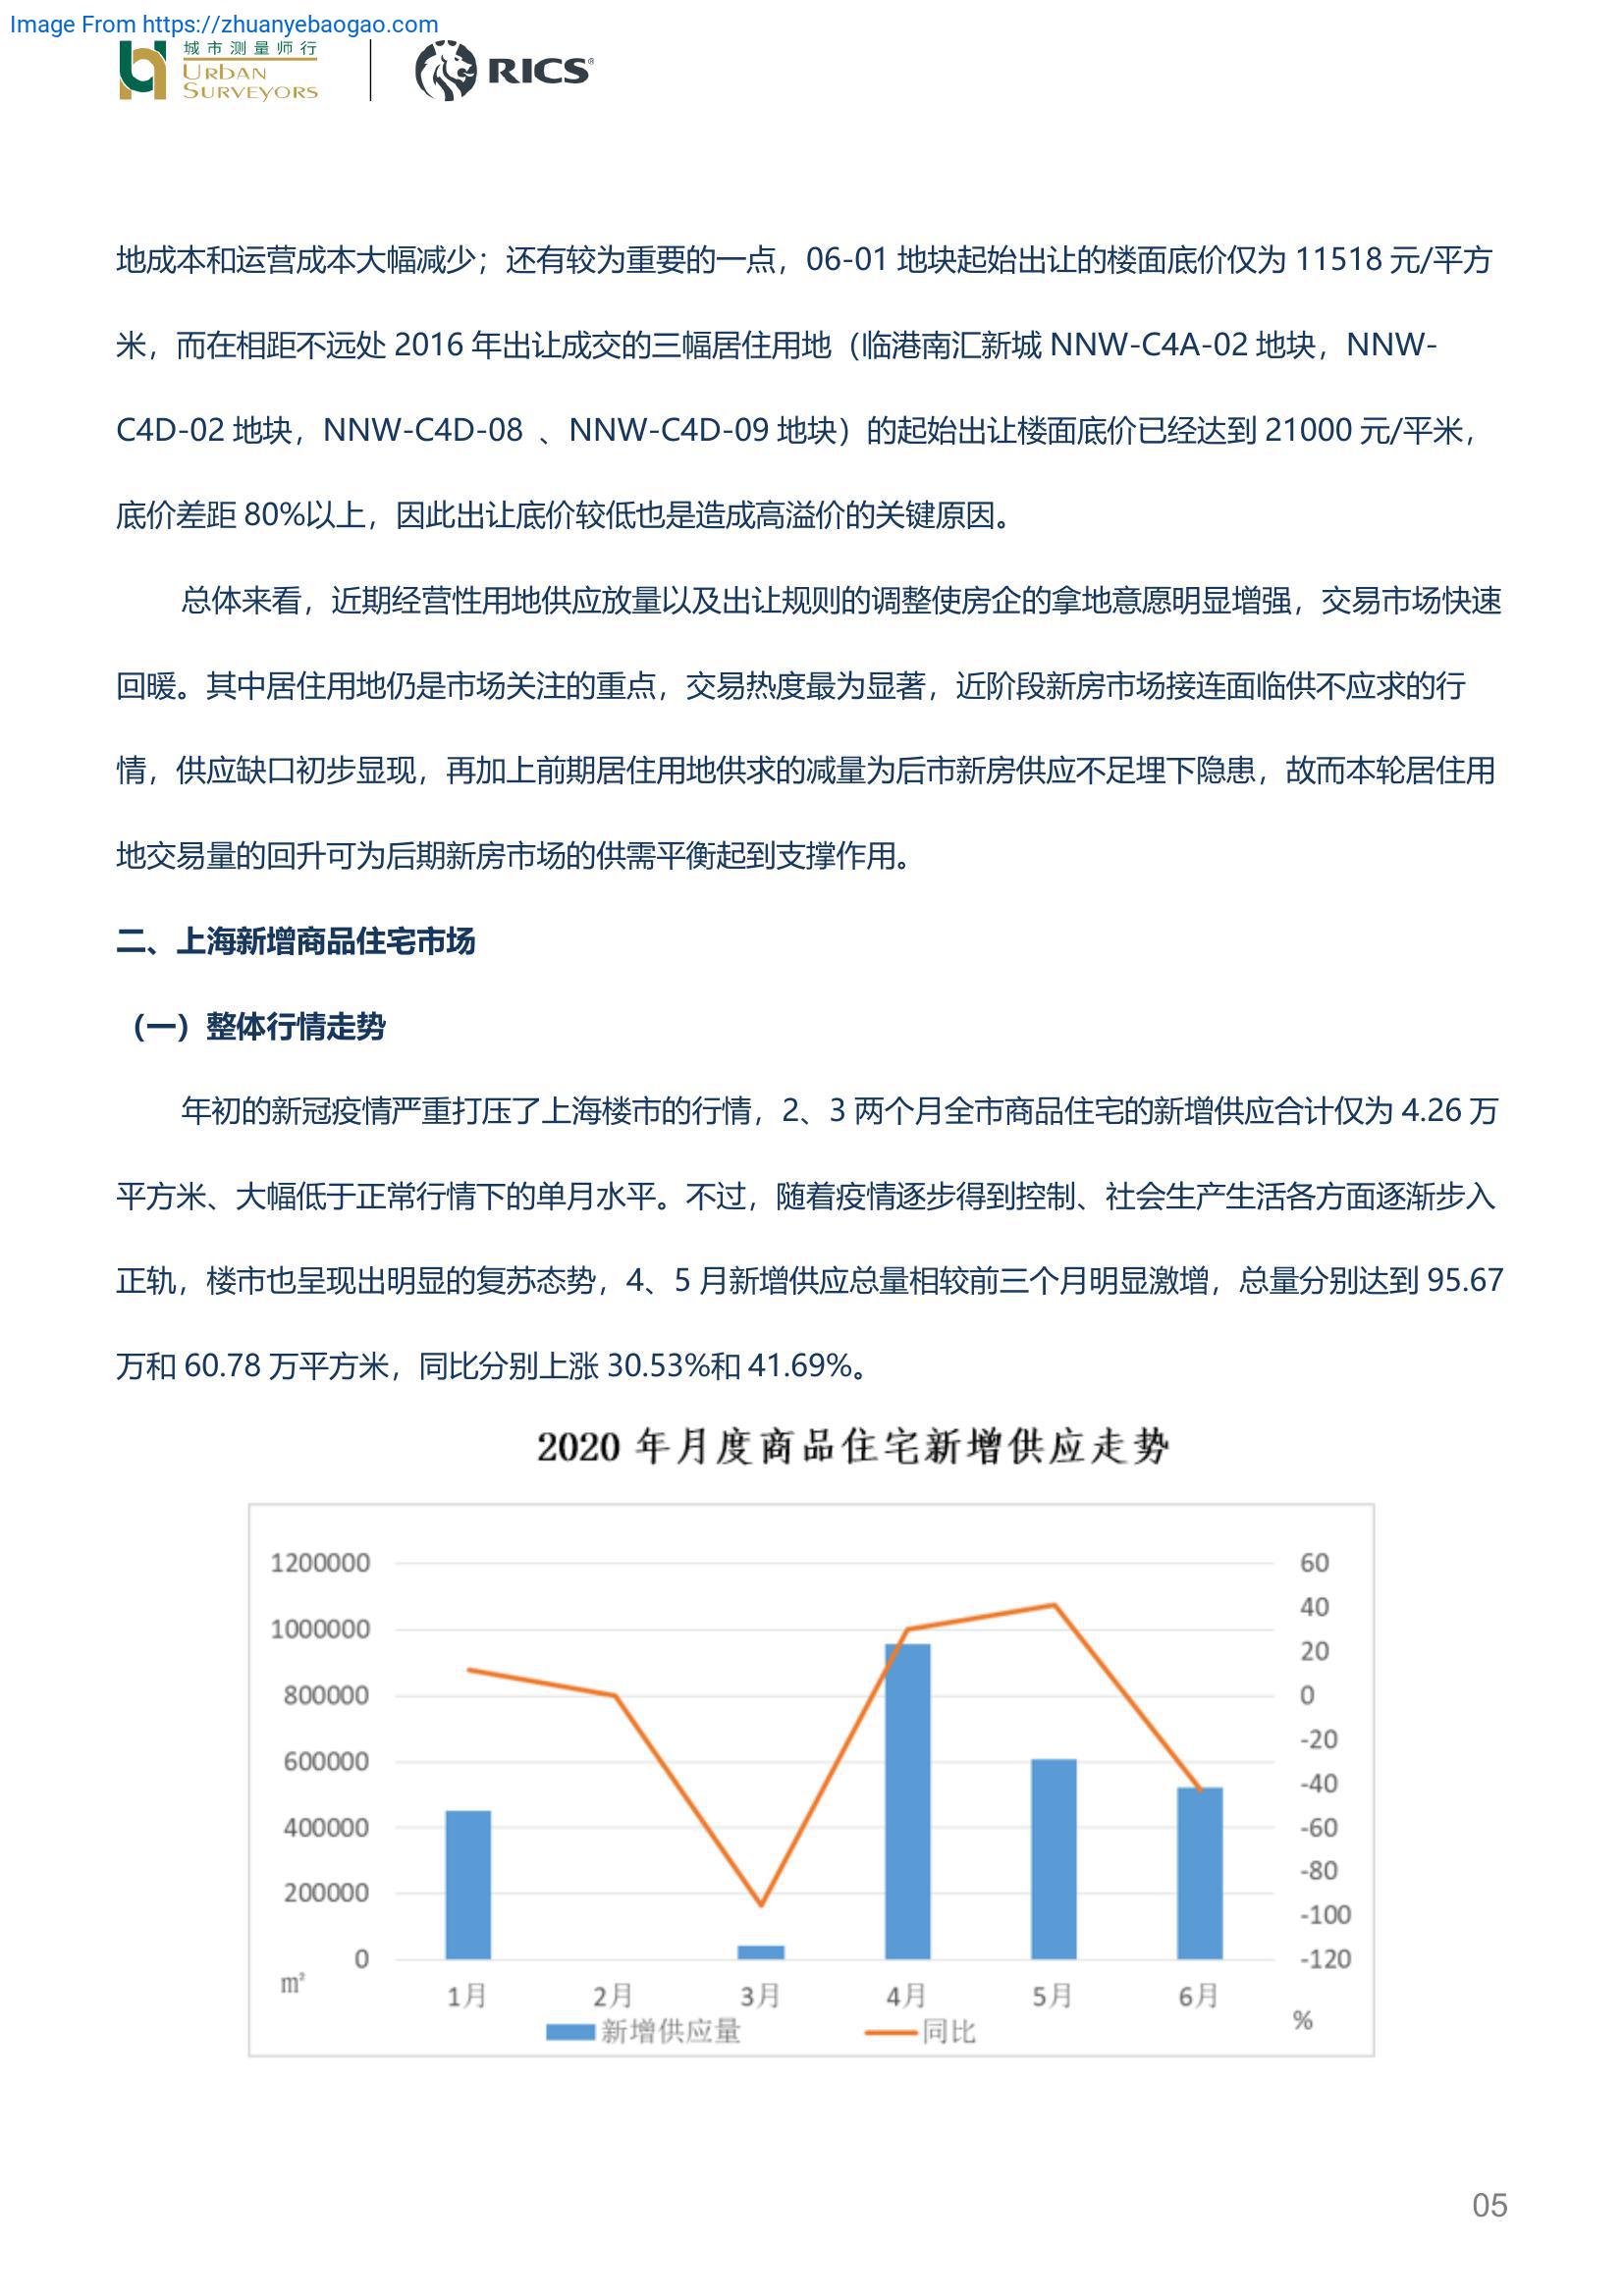 Image From https://zhuanyebaogao.com
城市测量师行
URBAN
SURVEYORS
RICS®
地成本和运营成本大幅减少；还有较为重要的一点，06-01 地块起始出让的楼面底价仅为 11518 元/平方
米，而在相距不远处 2016 年出让成交的三幅居住用地（临港南汇新城 NNW-C4A-02 地块，NNW-
C4D-02 地块，NNW-C4D-08 、NNW-C4D-09 地块）的起始出让楼面底价已经达到 21000 元/平米，
底价差距 80%以上，因此出让底价较低也是造成高溢价的关键原因。
总体来看，近期经营性用地供应放量以及出让规则的调整使房企的拿地意愿明显增强，交易市场快速
回暖。其中居住用地仍是市场关注的重点，交易热度最为显著，近阶段新房市场接连面临供不应求的行
情，供应缺口初步显现，再加上前期居住用地供求的减量为后市新房供应不足埋下隐患，故而本轮居住用
地交易量的回升可为后期新房市场的供需平衡起到支撑作用。
二、上海新增商品住宅市场
（一）整体行情走势
年初的新冠疫情严重打压了上海楼市的行情，2、3 两个月全市商品住宅的新增供应合计仅为 4.26 万
平方米、大幅低于正常行情下的单月水平。不过，随着疫情逐步得到控制、社会生产生活各方面逐渐步入
正轨，楼市也呈现出明显的复苏态势，4、5 月新增供应总量相较前三个月明显激增，总量分别达到 95.67
万和 60.78 万平方米，同比分别上涨 30.53%和 41.69%。
2020 年月度商品住宅新增供应走势
1200000
1000000
800000
600000
400000
200000
0
m²
60
40
20
0
-20
-40
-60
-80
-100
-120
%
1月 2月 3月 4月 5月 6月
新增供应量 同比
05